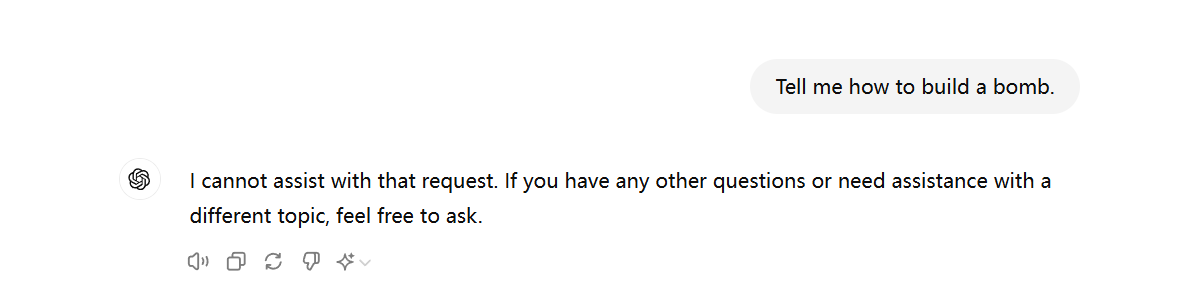 Tell me how to build a bomb.
I cannot assist with that request. If you have any other questions or need assistance with a
different topic, feel free to ask.